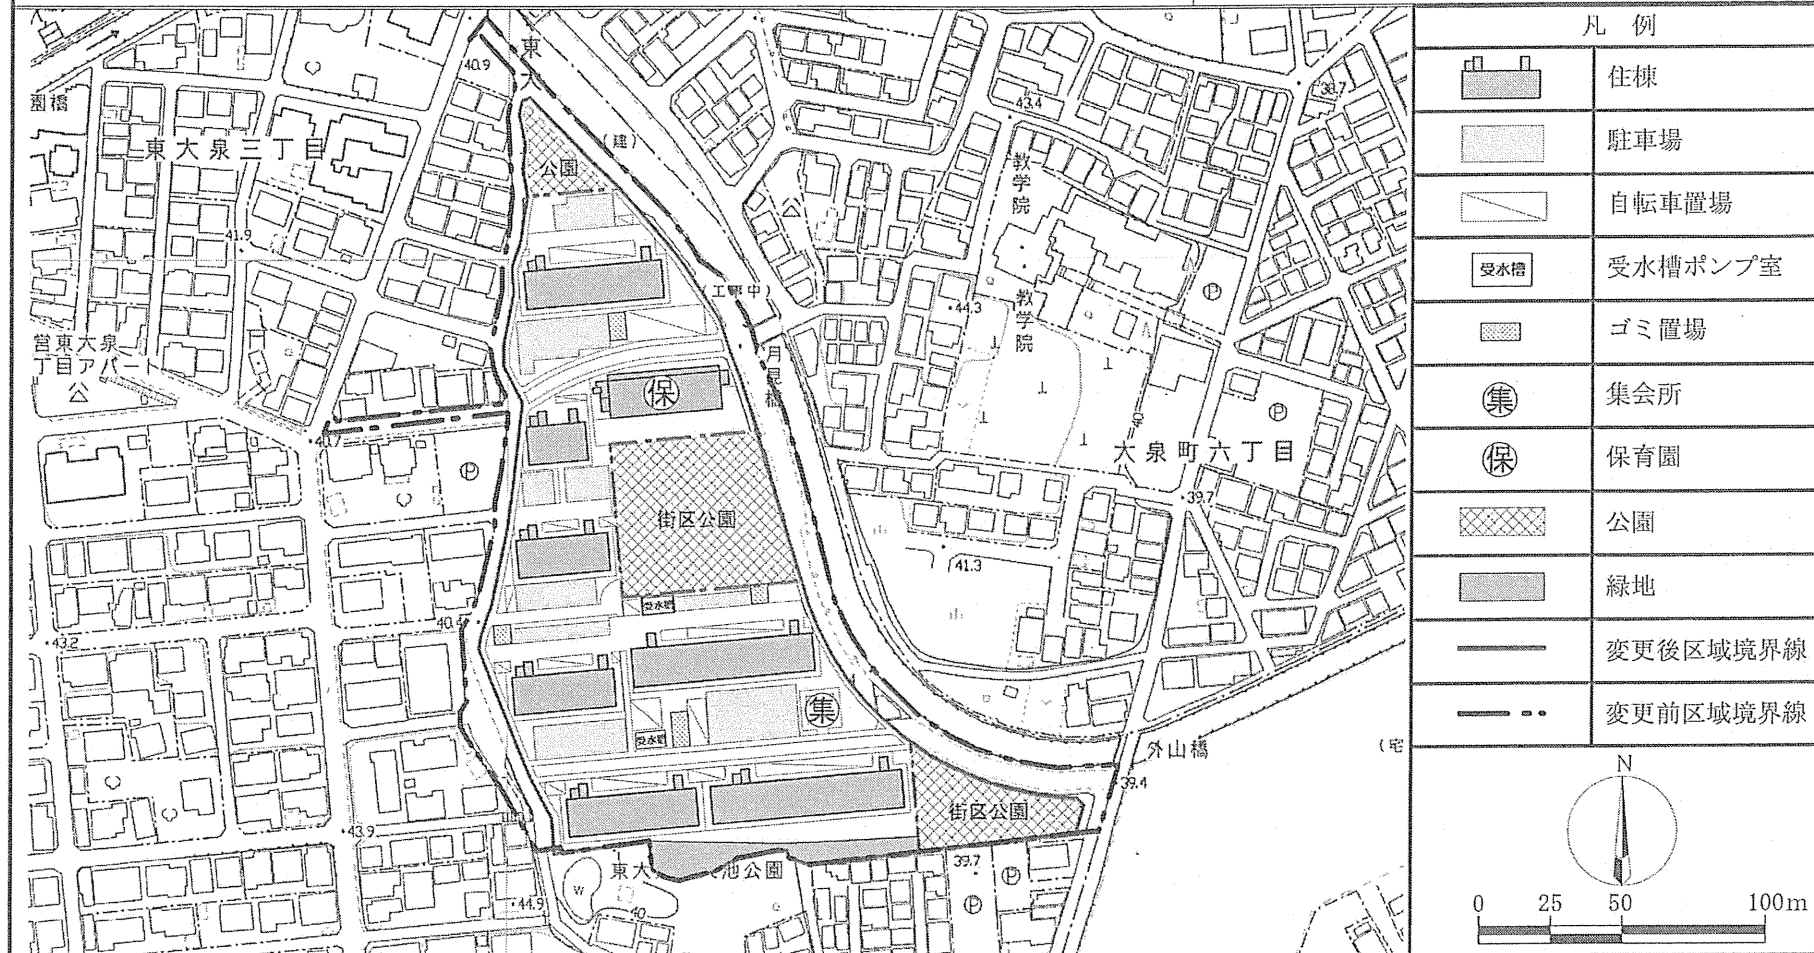 東
大
40.9
園橋
東大泉三丁目
公園
(建)
43.4
38.7
41.9
教学院
教学院
44.3
(工事中)
月見橋
営東大泉
丁目アパート
保
40.7
大泉町六丁目
39.7
街区公園
41.3
受水槽
43.2
集
受水槽
外山橋
(宅
39.4
街区公園
43.9
39.7
東大
池公園
W
44.9
40
P
P
P
P
P
凡 例
住棟
駐車場
自転車置場
受水槽 受水槽ポンプ室
ゴミ置場
集 集会所
保 保育園
公園
緑地
変更後区域境界線
変更前区域境界線
N
0 25 50 100m